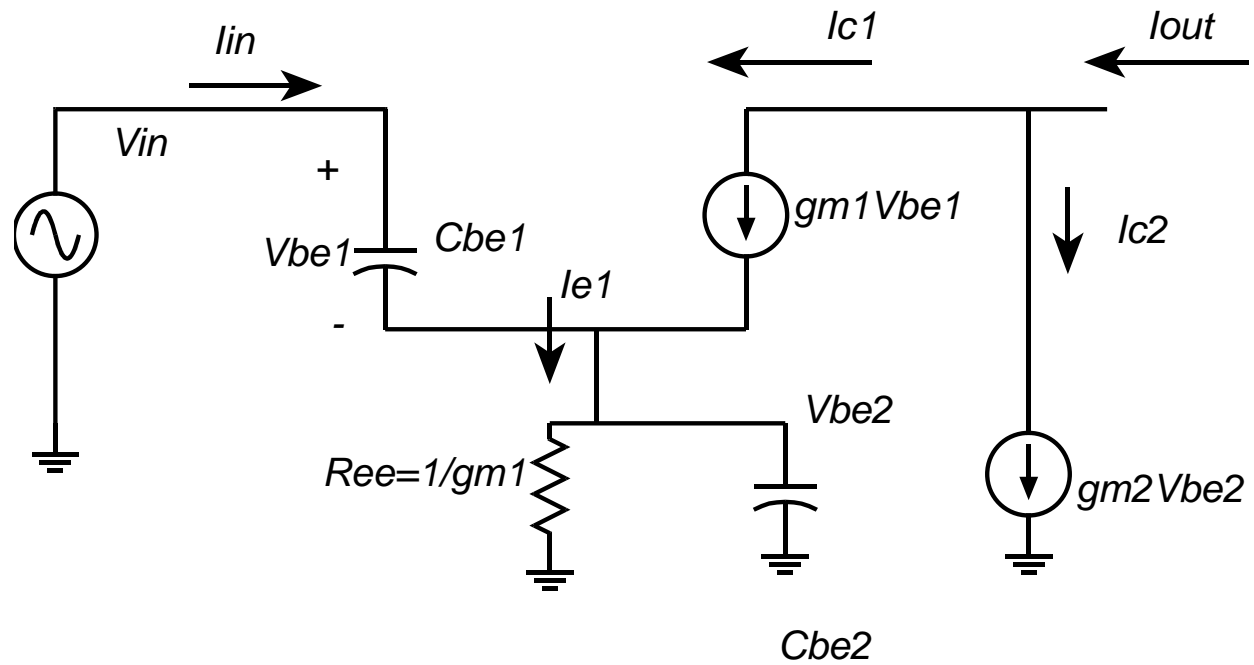 Iin
Ic1
Iout
Vin
+
Vbe1
Cbe1
gm1Vbe1
Ic2
-
Ie1
Vbe2
Ree=1/gm1
gm2Vbe2
Cbe2